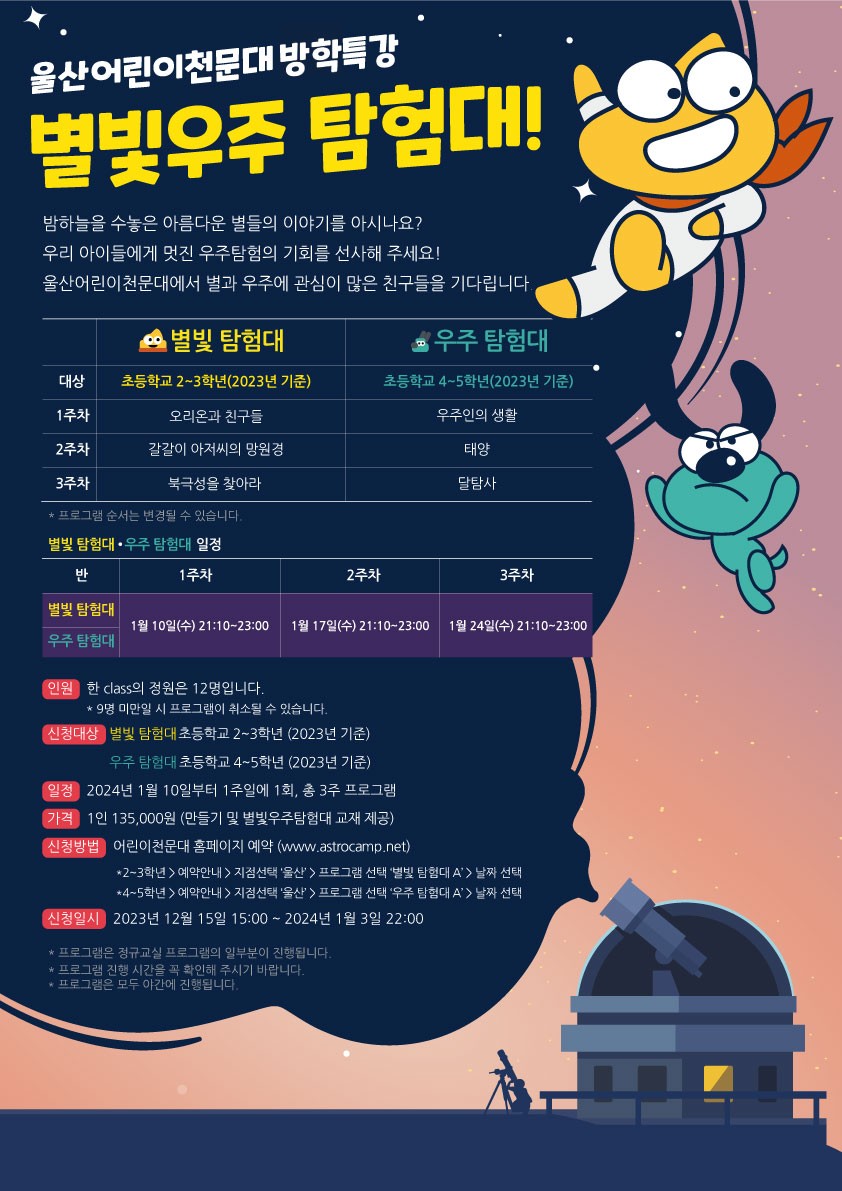 울산어린이천문대 방학특강
별빛우주 탐험대!
밤하늘을 수놓은 아름다운 별들의 이야기를 아시나요?
우리 아이들에게 멋진 우주탐험의 기회를 선사해 주세요!
울산어린이천문대에서 별과 우주에 관심이 많은 친구들을 기다립니다
별빛 탐험대 우주 탐험대
대상 초등학교 2~3학년(2023년 기준) 초등학교 4~5학년(2023년 기준)
1주차 오리온과 친구들 우주인의 생활
2주차 갈갈이 아저씨의 망원경 태양
3주차 북극성을 찾아라 달탐사
* 프로그램 순서는 변경될 수 있습니다.
별빛 탐험대 • 우주 탐험대 일정
반 1주차 2주차 3주차
별빛 탐험대
1월 10일(수) 21:10~23:00 1월 17일(수) 21:10~23:00 1월 24일(수) 21:10~23:00
우주 탐험대
인원 한 class의 정원은 12명입니다.
* 9명 미만일 시 프로그램이 취소될 수 있습니다.
신청대상 별빛 탐험대 초등학교 2~3학년 (2023년 기준)
우주 탐험대 초등학교 4~5학년 (2023년 기준)
일정 2024년 1월 10일부터 1주일에 1회, 총 3주 프로그램
가격 1인 135,000원 (만들기 및 별빛우주탐험대 교재 제공)
신청방법 어린이천문대 홈페이지 예약 (www.astrocamp.net)
*2~3학년 > 예약안내 > 지점선택 '울산' > 프로그램 선택 '별빛 탐험대 A' > 날짜 선택
*4~5학년 > 예약안내 > 지점선택 '울산' > 프로그램 선택 '우주 탐험대 A' > 날짜 선택
신청일시 2023년 12월 15일 15:00 ~ 2024년 1월 3일 22:00
* 프로그램은 정규교실 프로그램의 일부분이 진행됩니다.
* 프로그램 진행 시간을 꼭 확인해 주시기 바랍니다.
* 프로그램은 모두 야간에 진행됩니다.